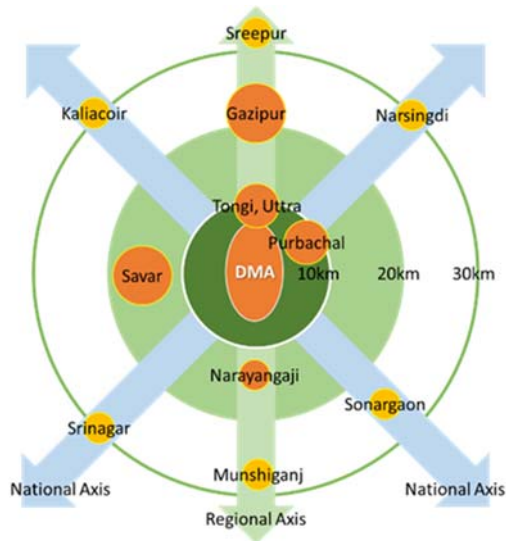 Sreepur
Kaliacoir
Gazipur
Narsingdi
Tongi, Uttra
Purbachal
Savar
DMA
10km
20km
30km
Narayangaji
Sonargaon
Srinagar
Munshiganj
National Axis
National Axis
Regional Axis